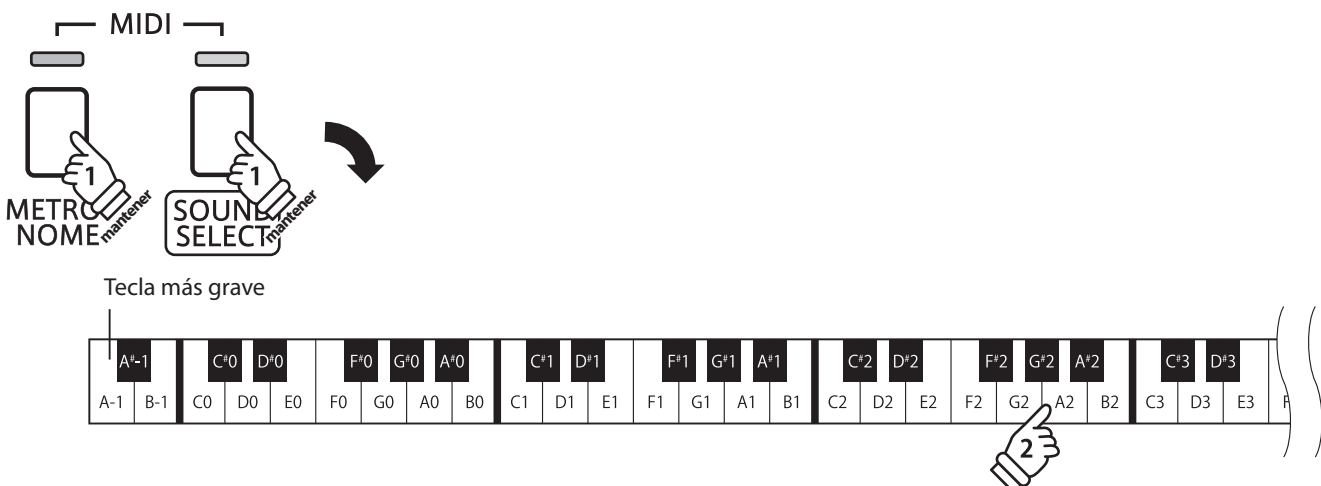 MIDI
1 1
METRO
NOME mantener
SOUND
SELECT mantener
Tecla más grave
A#-1 C#0 D#0 F#0 G#0 A#0 C#1 D#1 F#1 G#1 A#1 C#2 D#2 F#2 G#2 A#2 C#3 D#3
A-1 B-1 C0 D0 E0 F0 G0 A0 B0 C1 D1 E1 F1 G1 A1 B1 C2 D2 E2 F2 G2 A2 B2 C3 D3 E3
2